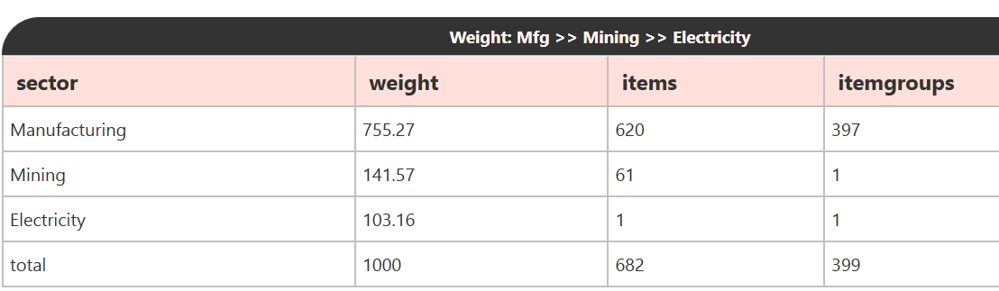 Weight: Mfg >> Mining >> Electricity
sector weight items itemgroups
Manufacturing 755.27 620 397
Mining 141.57 61 1
Electricity 103.16 1 1
total 1000 682 399